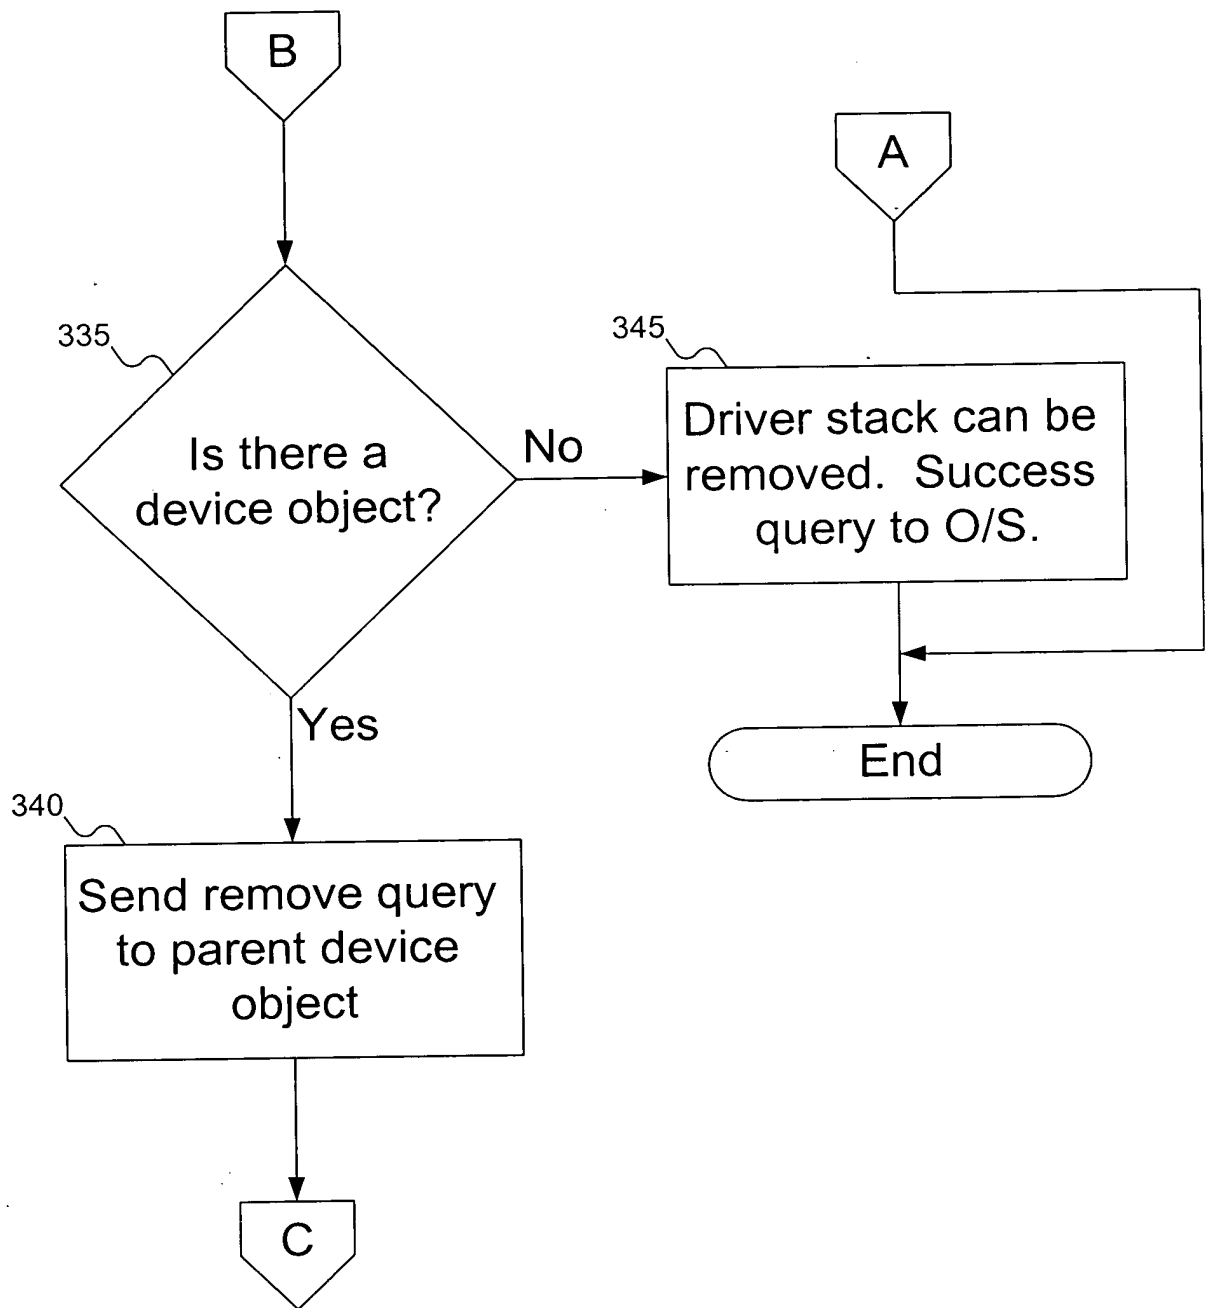 B
A
335
Is there a
device object?
No
345
Driver stack can be
removed.  Success
query to O/S.
End
Yes
340
Send remove query
to parent device
object
C